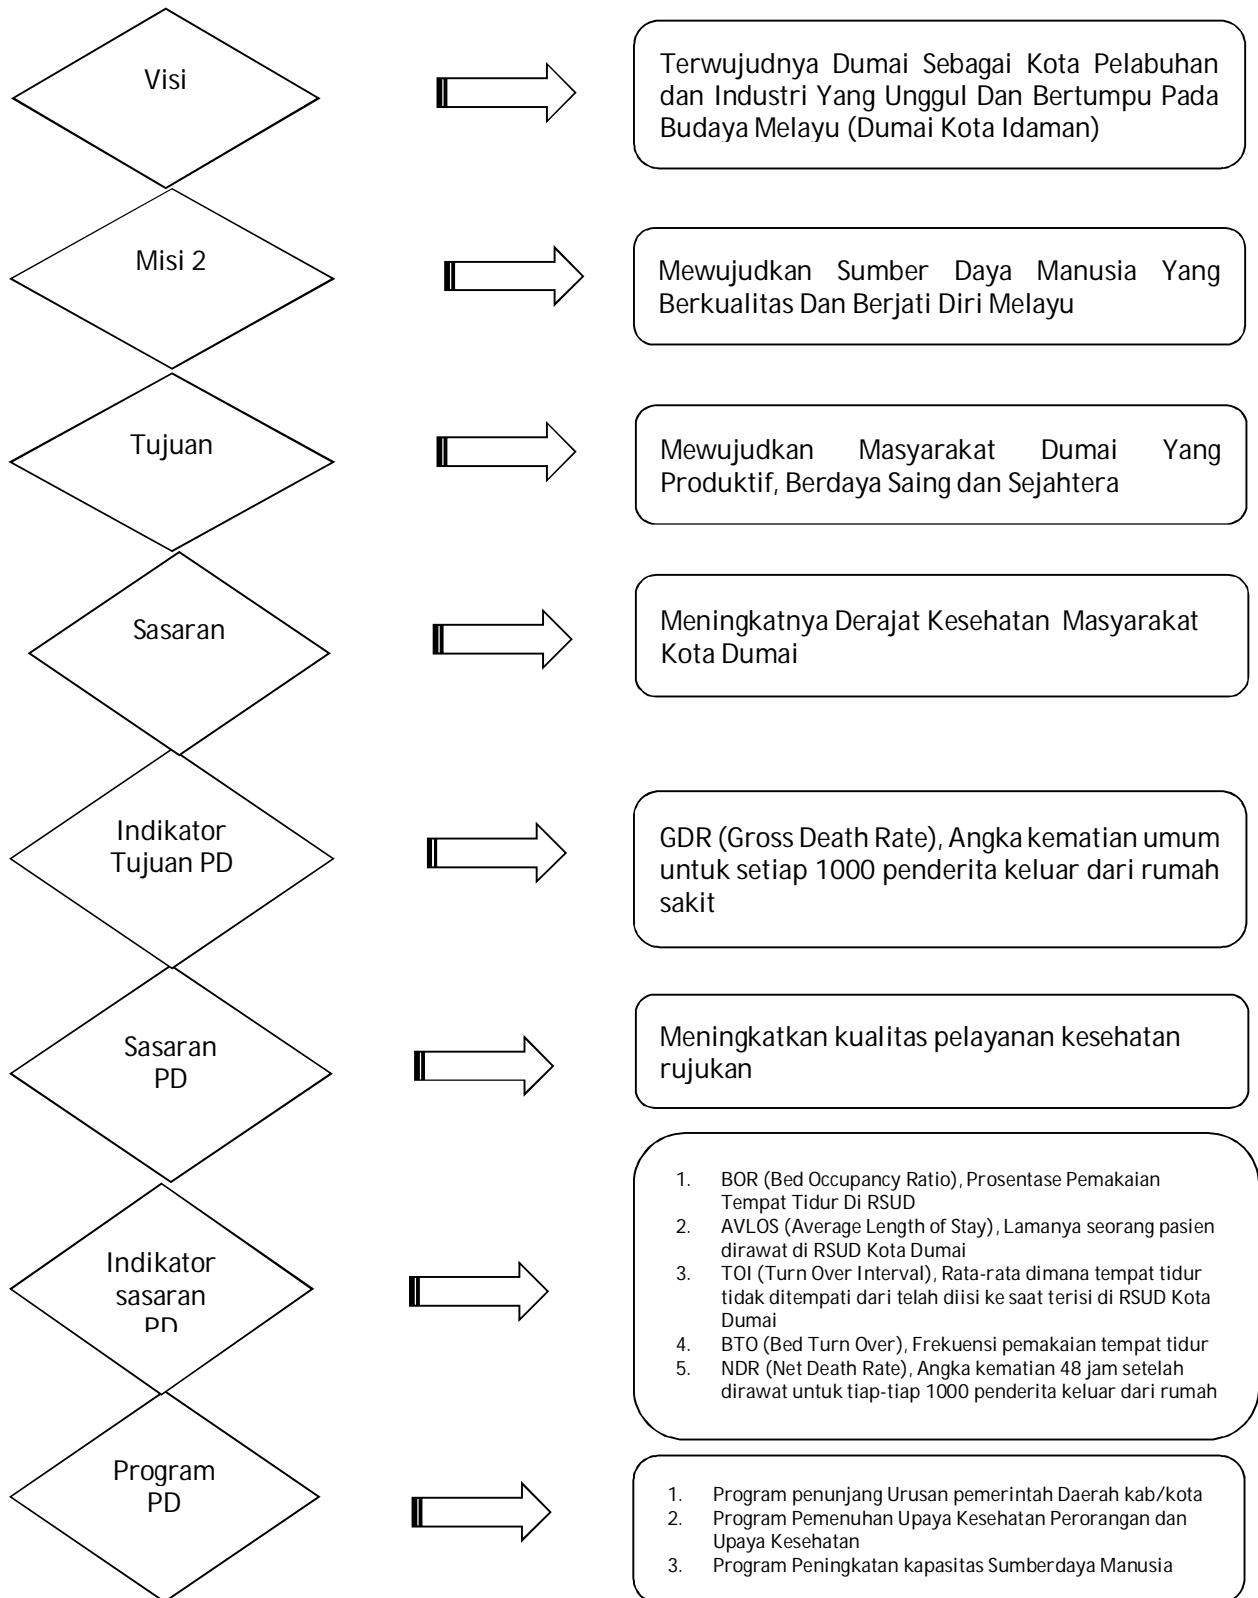 Visi
Terwujudnya Dumai Sebagai Kota Pelabuhan
dan Industri Yang Unggul Dan Bertumpu Pada
Budaya Melayu (Dumai Kota Idaman)
Misi 2
Mewujudkan Sumber Daya Manusia Yang
Berkualitas Dan Berjati Diri Melayu
Tujuan
Mewujudkan Masyarakat Dumai Yang
Produktif, Berdaya Saing dan Sejahtera
Sasaran
Meningkatnya Derajat Kesehatan Masyarakat
Kota Dumai
Indikator
Tujuan PD
GDR (Gross Death Rate), Angka kematian umum
untuk setiap 1000 penderita keluar dari rumah
sakit
Sasaran
PD
Meningkatkan kualitas pelayanan kesehatan
rujukan
Indikator
sasaran
PD
1. BOR (Bed Occupancy Ratio), Prosentase Pemakaian
Tempat Tidur Di RSUD
2. AVLOS (Average Length of Stay), Lamanya seorang pasien
dirawat di RSUD Kota Dumai
3. TOI (Turn Over Interval), Rata-rata dimana tempat tidur
tidak ditempati dari telah diisi ke saat terisi di RSUD Kota
Dumai
4. BTO (Bed Turn Over), Frekuensi pemakaian tempat tidur
5. NDR (Net Death Rate), Angka kematian 48 jam setelah
dirawat untuk tiap-tiap 1000 penderita keluar dari rumah
Program
PD
1. Program penunjang Urusan pemerintah Daerah kab/kota
2. Program Pemenuhan Upaya Kesehatan Perorangan dan
Upaya Kesehatan
3. Program Peningkatan kapasitas Sumberdaya Manusia